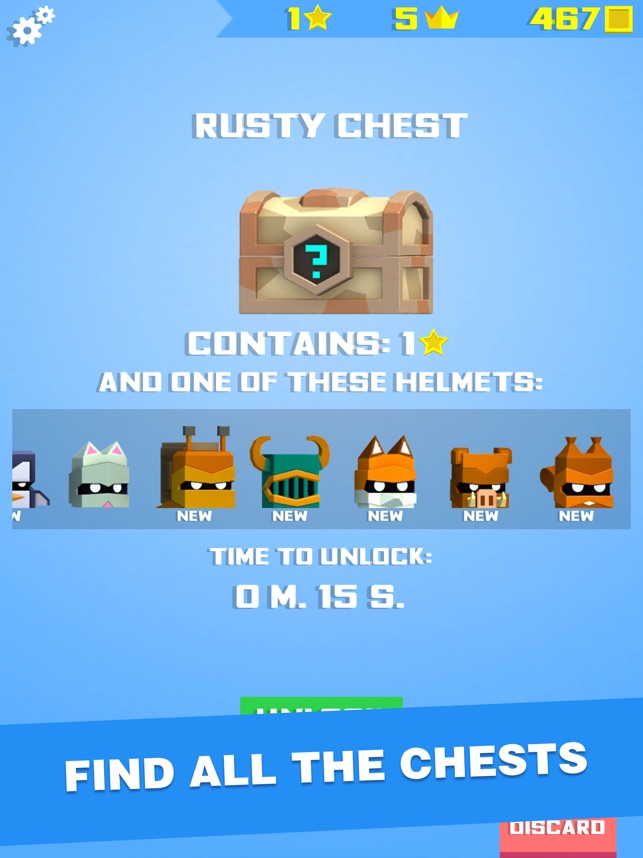 1 5 467
RUSTY CHEST
?
CONTAINS: 1
AND ONE OF THESE HELMETS:
W NEW NEW NEW NEW NEW
TIME TO UNLOCK:
0 M. 15 S.
FIND ALL THE CHESTS
DISCARD